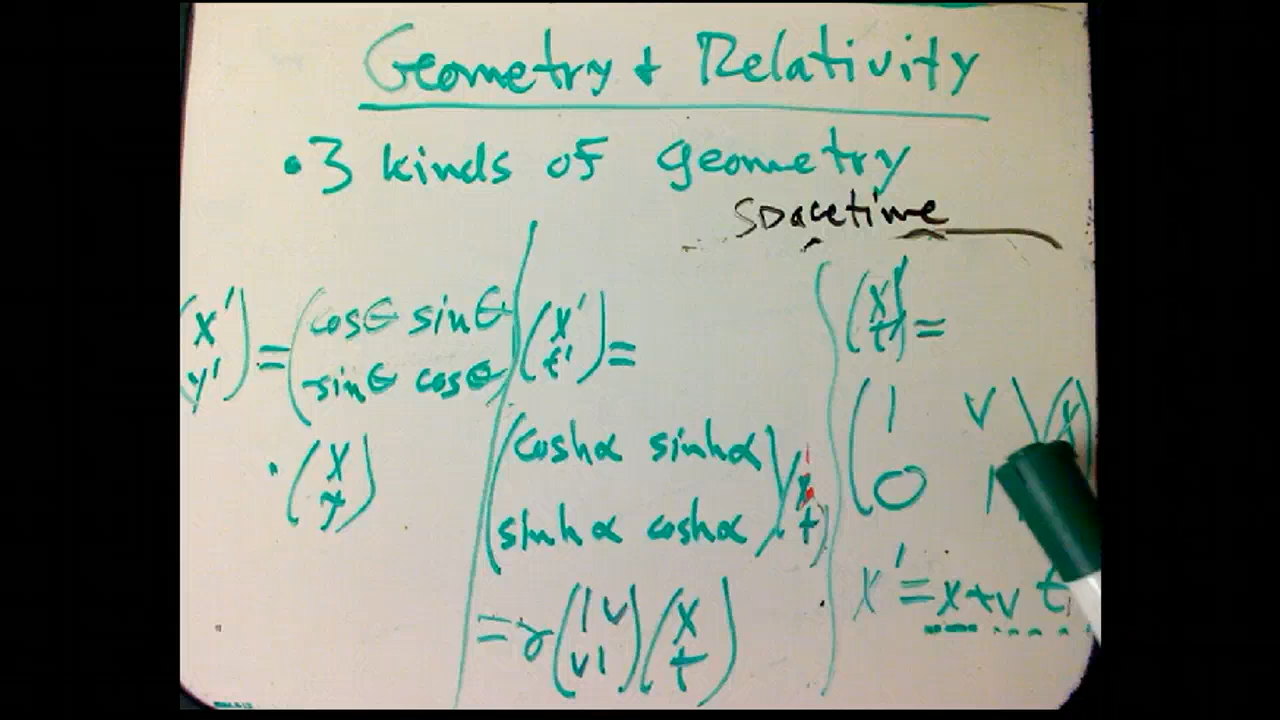 Geometry + Relativity
• 3 kinds of geometry
spacetime
(x' y') = (cosθ sinθ -sinθ cosθ)
· (x y)
(x' t') =
(coshα sinhα sinhα coshα) (x t)
= γ (1 v v 1) (x t)
(x' t') =
(1 v 0 1) (x
x' = x + v t